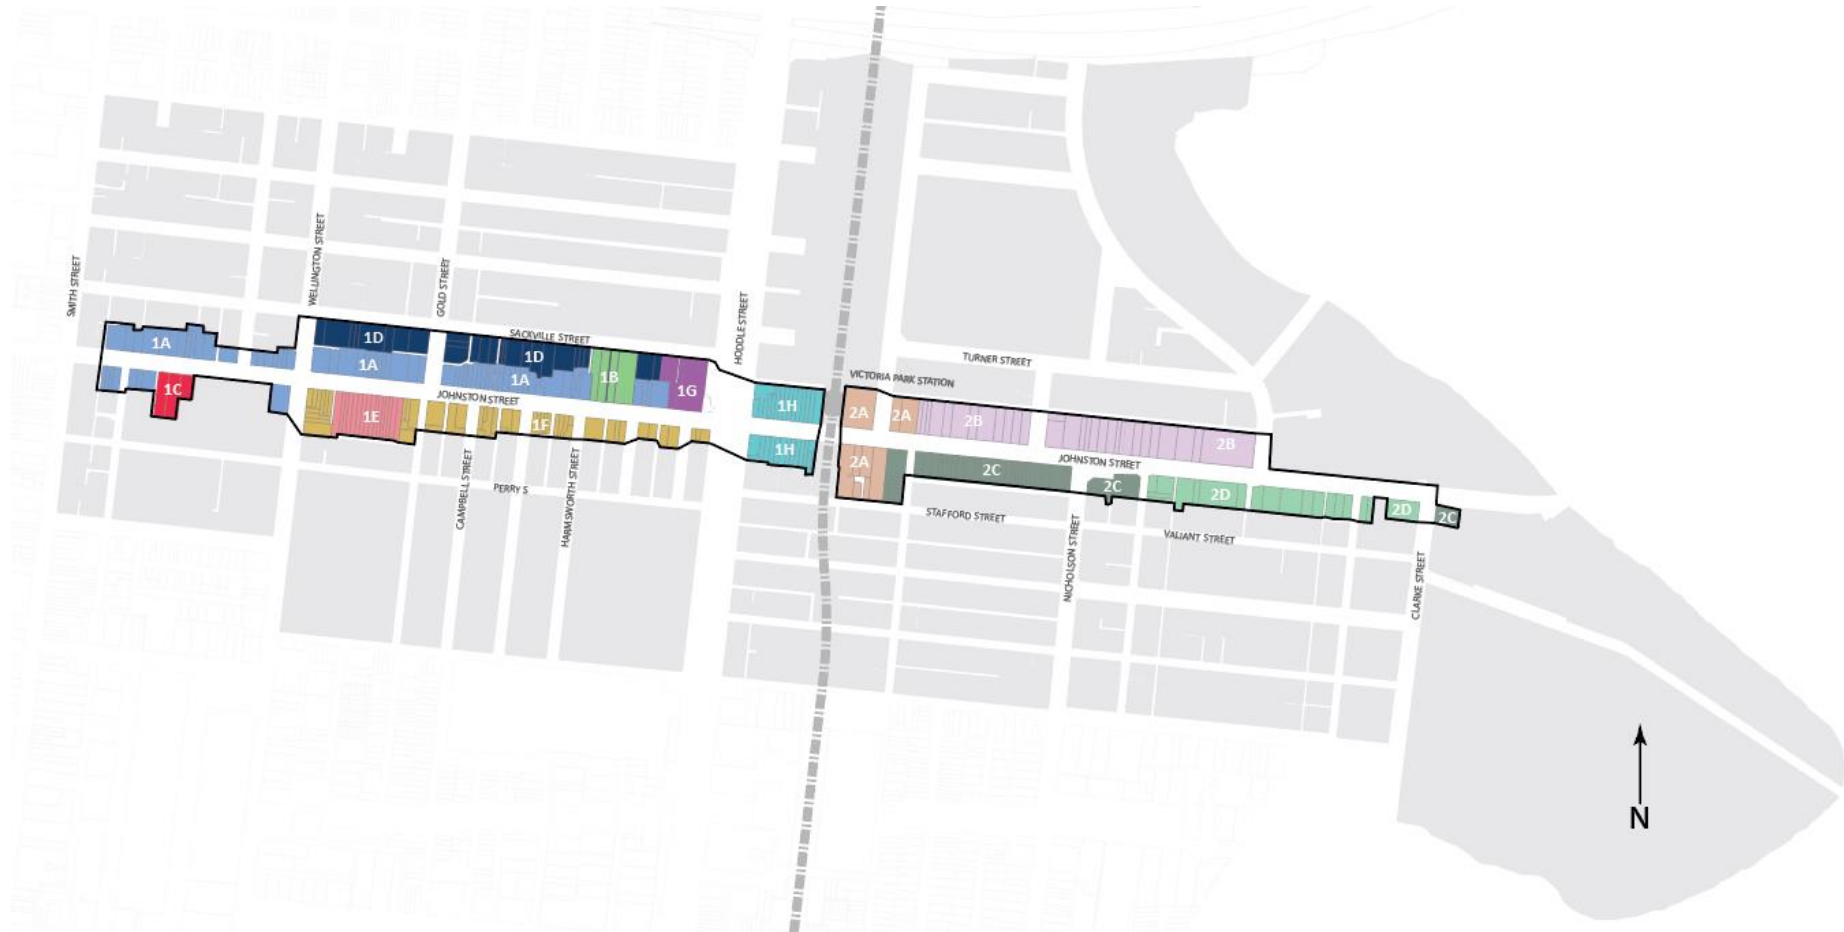 SMITH STREET
WELLINGTON STREET
GOLD STREET
SACKVILLE STREET
HODDLE STREET
VICTORIA PARK STATION
TURNER STREET
1A
1D
1A
1D
1A
1B
1G
1H
1C
1E
JOHNSTON STREET
1F
1H
2A
2A
2B
2B
2A
JOHNSTON STREET
2C
2C
2D
2D
2C
CAMPBELL STREET
PERRY S
HARMSWORTH STREET
STAFFORD STREET
NICHOLSON STREET
VALIANT STREET
CLARKE STREET
N